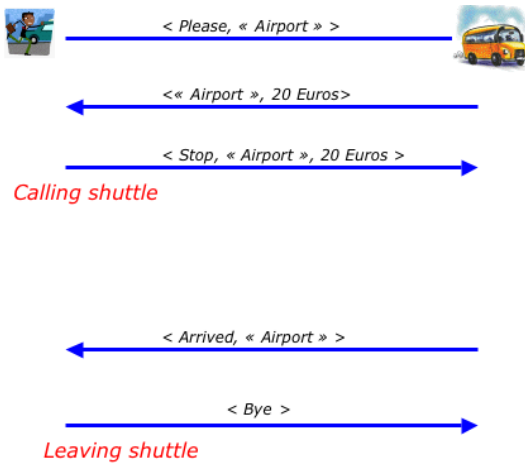 < Please, « Airport » >
<« Airport », 20 Euros>
< Stop, « Airport », 20 Euros >
Calling shuttle
< Arrived, « Airport » >
< Bye >
Leaving shuttle